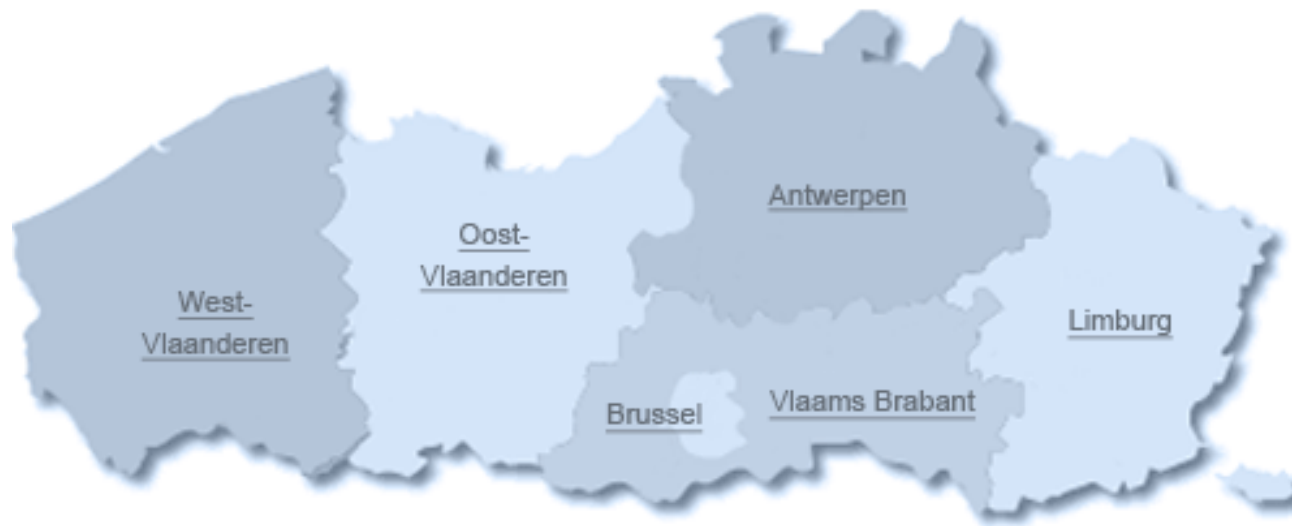 Antwerpen
Oost-
Vlaanderen
West-
Vlaanderen
Limburg
Brussel
Vlaams Brabant